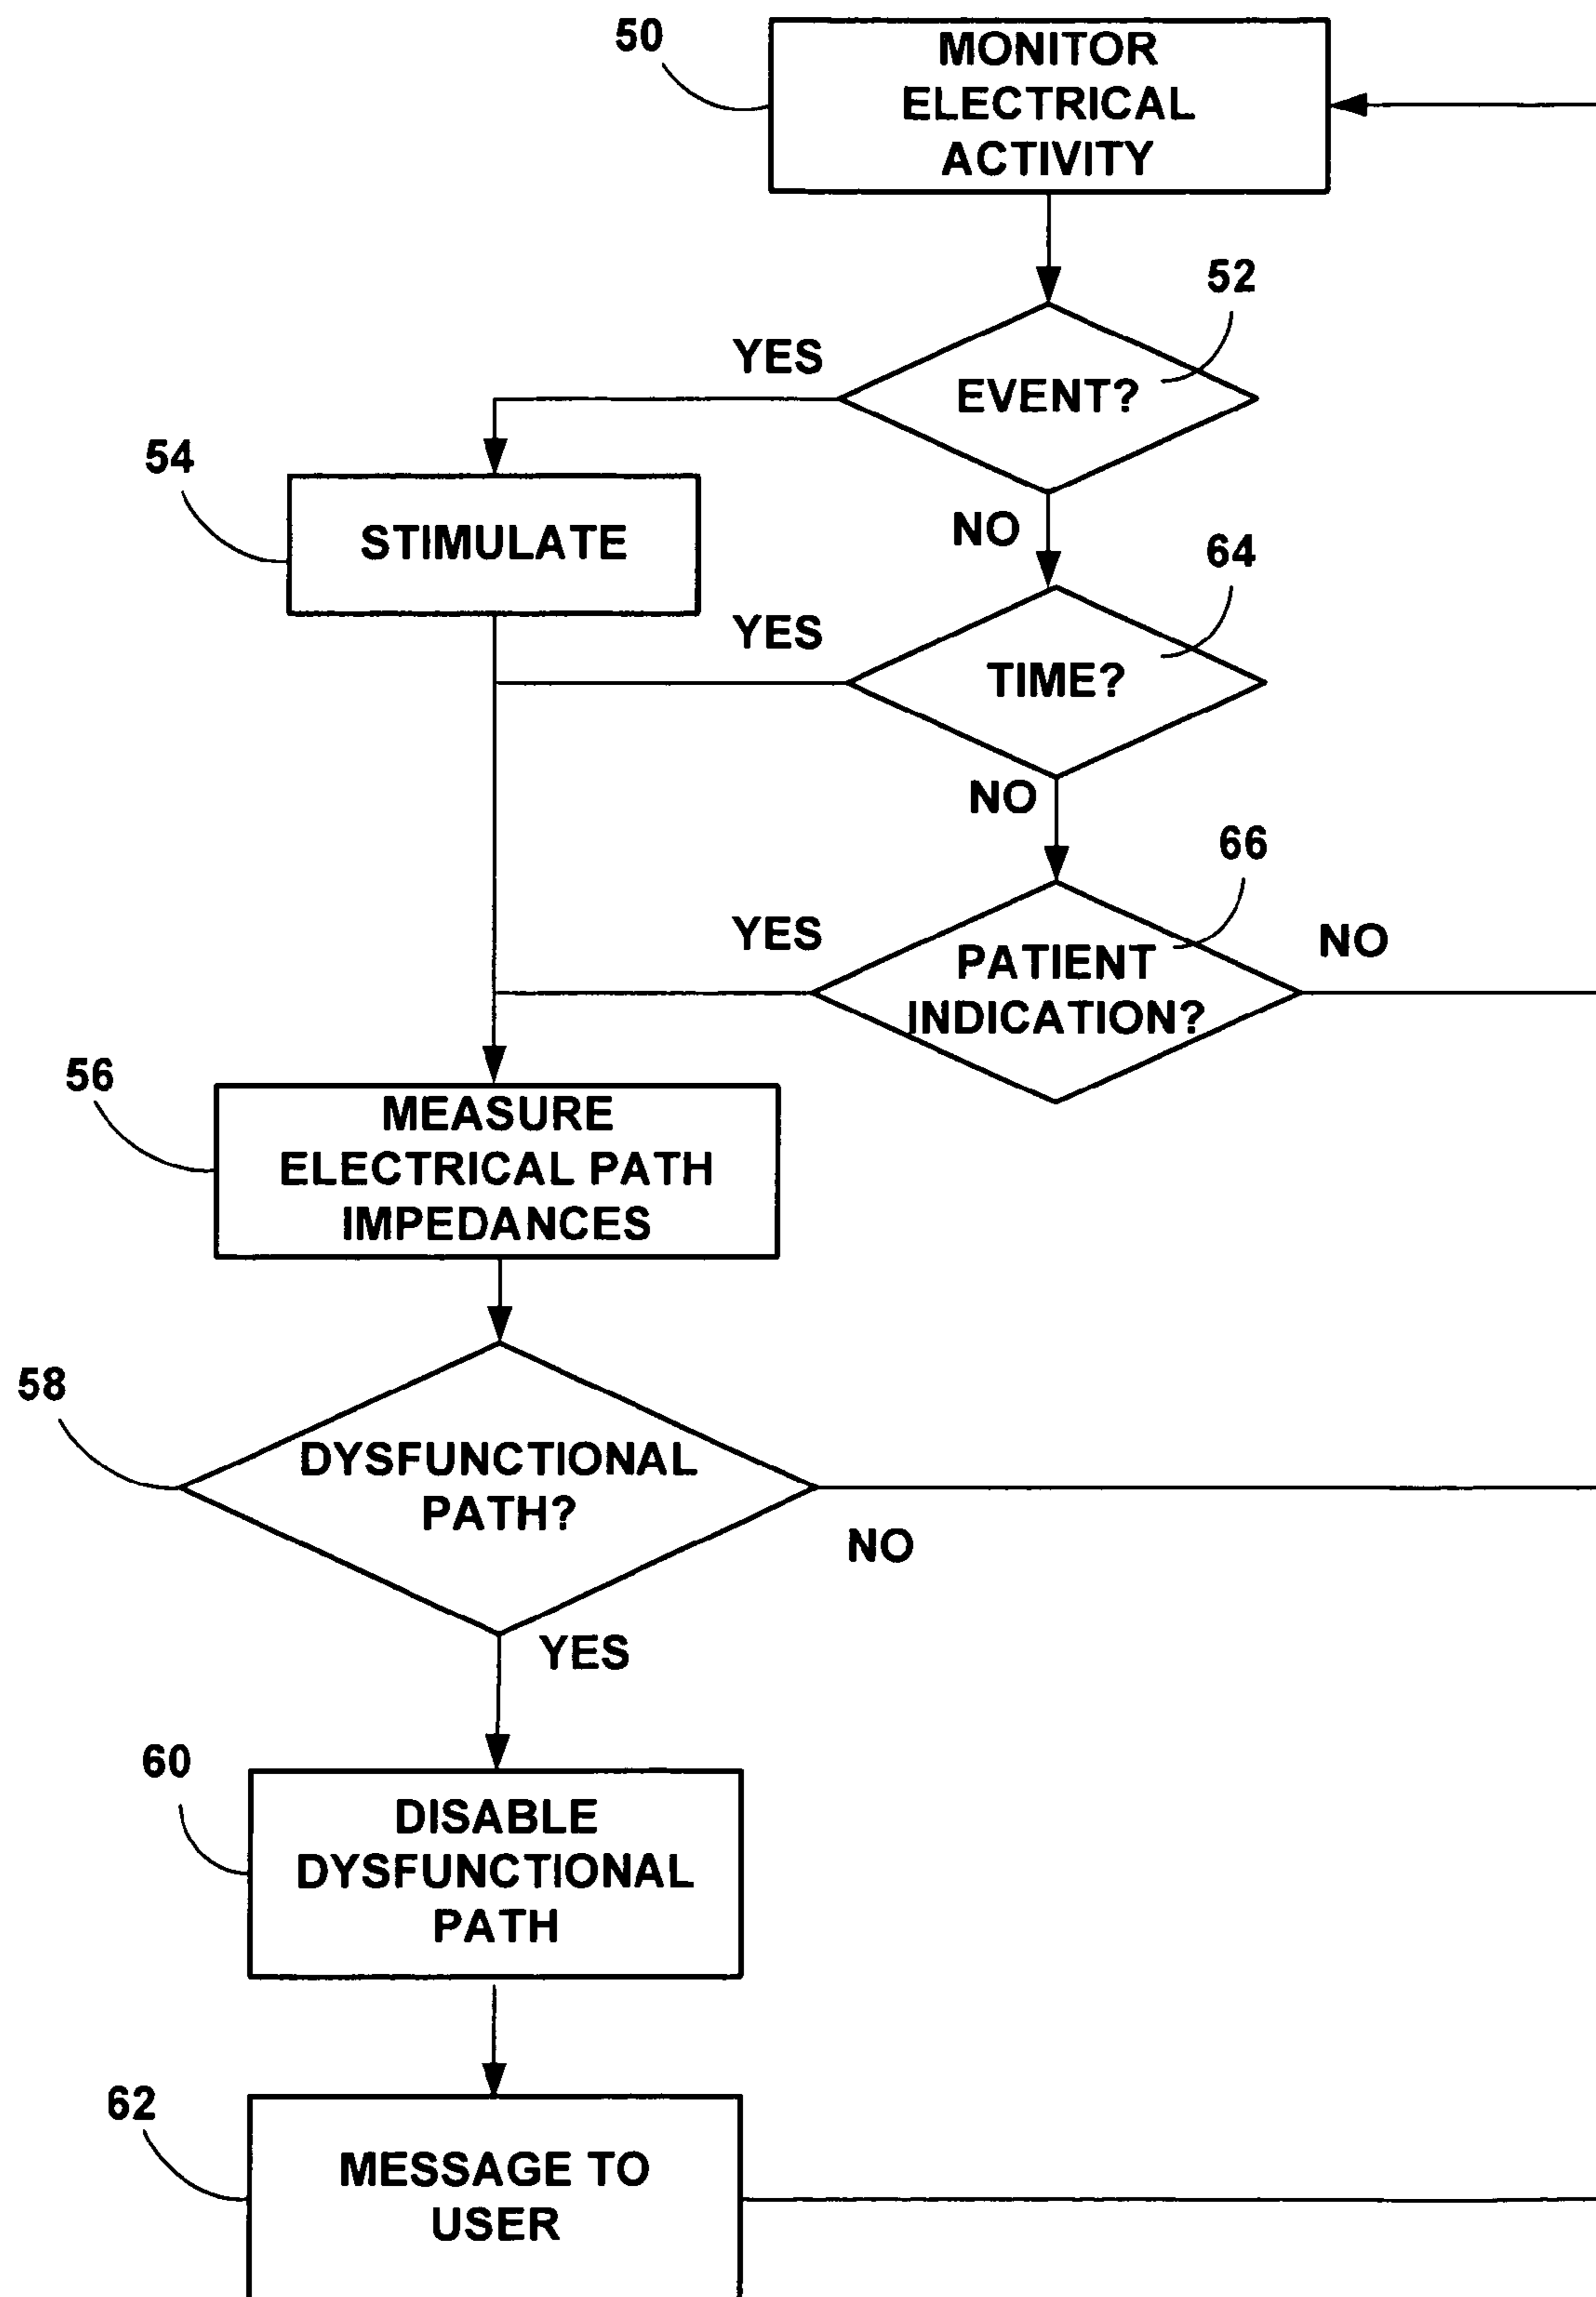 50
MONITOR
ELECTRICAL
ACTIVITY
52
YES
EVENT?
54
STIMULATE
NO
64
YES
TIME?
NO
66
YES
PATIENT
INDICATION?
NO
56
MEASURE
ELECTRICAL PATH
IMPEDANCES
58
DYSFUNCTIONAL
PATH?
NO
YES
60
DISABLE
DYSFUNCTIONAL
PATH
62
MESSAGE TO
USER